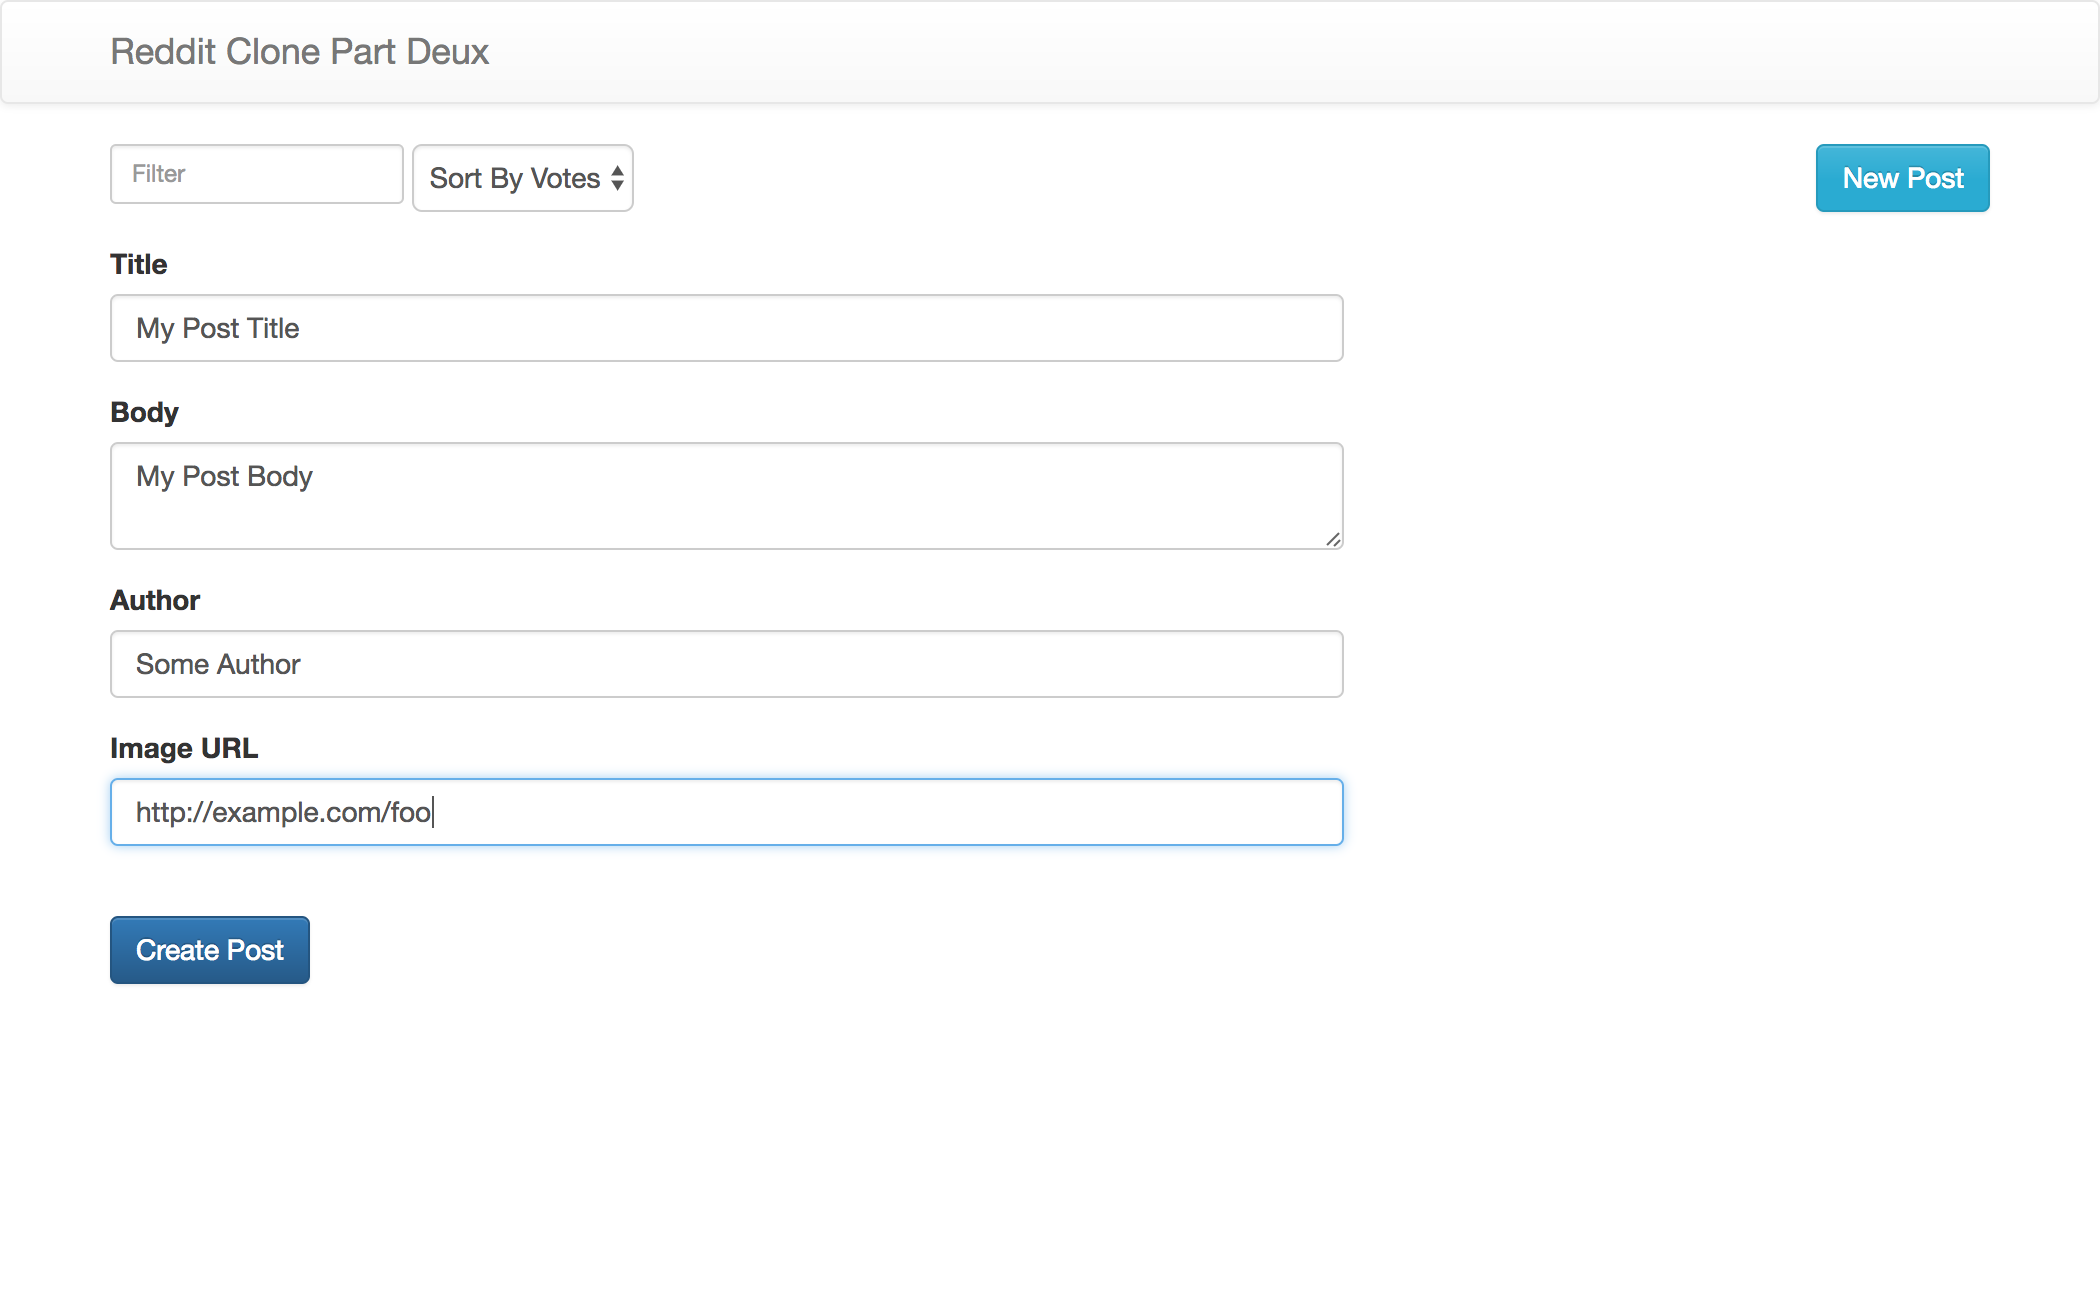 Reddit Clone Part Deux
Filter
Sort By Votes
New Post
Title
My Post Title
Body
My Post Body
Author
Some Author
Image URL
http://example.com/foo
Create Post